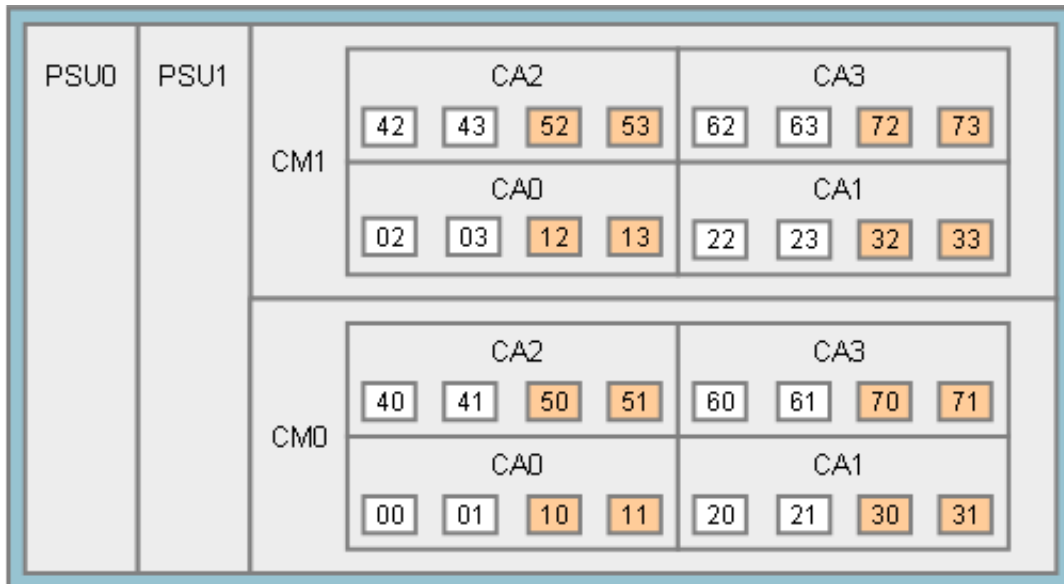 PSU0 PSU1
CM1
CA2 CA3
42 43 52 53 62 63 72 73
CA0 CA1
02 03 12 13 22 23 32 33
CM0
CA2 CA3
40 41 50 51 60 61 70 71
CA0 CA1
00 01 10 11 20 21 30 31